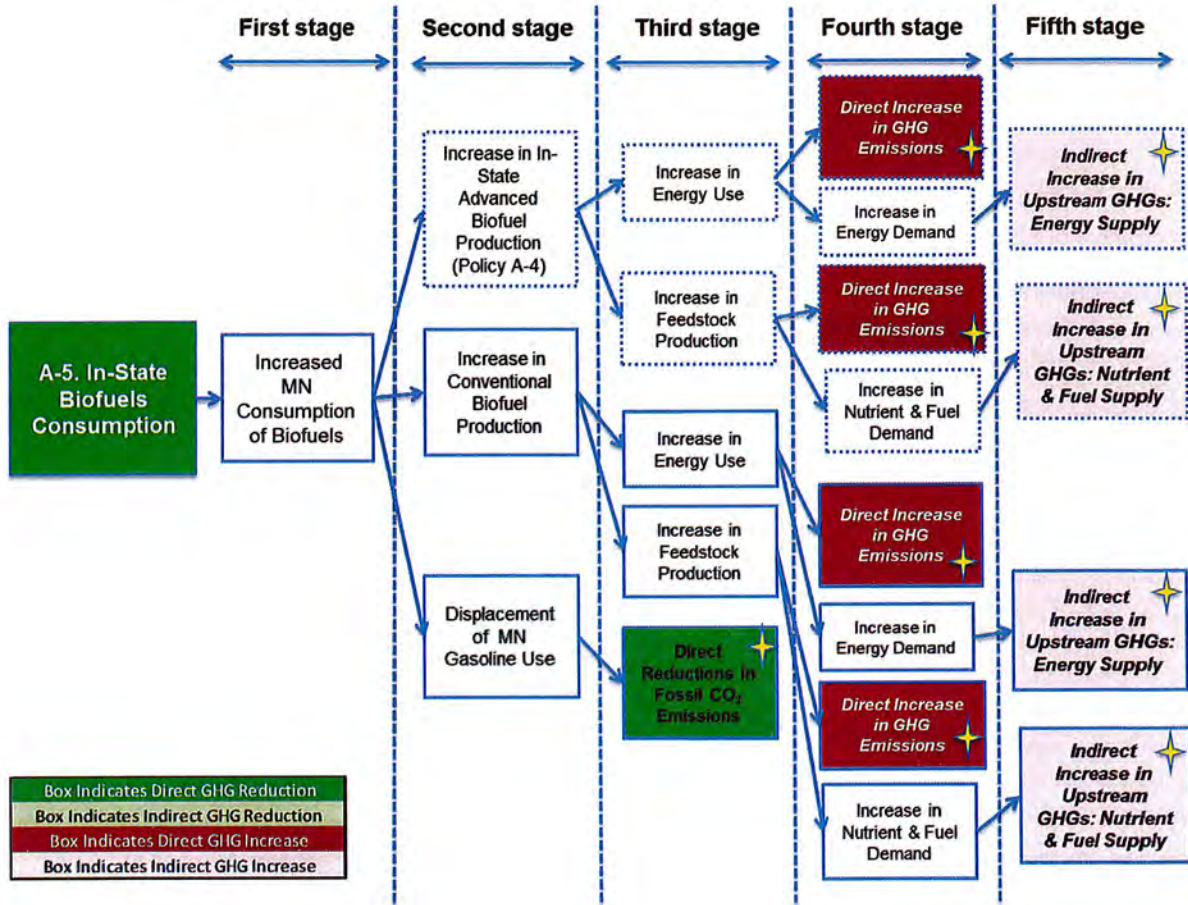 First stage
Second stage
Third stage
Fourth stage
Fifth stage
A-5. In-State
Biofuels
Consumption
Increased
MN
Consumption
of Biofuels
Increase in In-
State
Advanced
Biofuel
Production
(Policy A-4)
Increase in
Conventional
Biofuel
Production
Displacement
of MN
Gasoline Use
Increase in
Energy Use
Increase in
Feedstock
Production
Increase in
Energy Use
Increase in
Feedstock
Production
Direct
Reductions in
Fossil CO₂
Emissions
Direct Increase
in GHG
Emissions
Increase in
Energy Demand
Direct Increase
in GHG
Emissions
Increase in
Nutrient & Fuel
Demand
Direct Increase
in GHG
Emissions
Increase in
Energy Demand
Direct Increase
in GHG
Emissions
Increase in
Nutrient & Fuel
Demand
Indirect
Increase in
Upstream GHGs:
Energy Supply
Indirect
Increase in
Upstream
GHGs: Nutrient
& Fuel Supply
Indirect
Increase in
Upstream GHGs:
Energy Supply
Indirect
Increase in
Upstream
GHGs: Nutrient
& Fuel Supply
Box Indicates Direct GHG Reduction
Box Indicates Indirect GHG Reduction
Box Indicates Direct GHG Increase
Box Indicates Indirect GHG Increase